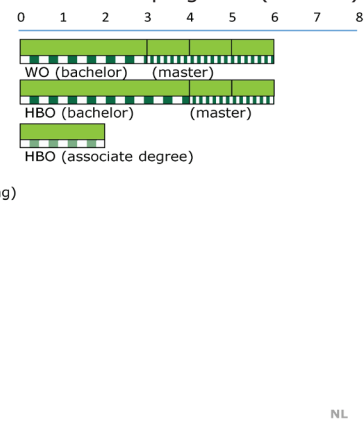 0 1 2 3 4 5 6 7 8
WO (bachelor) (master)
HBO (bachelor) (master)
HBO (associate degree)
NL